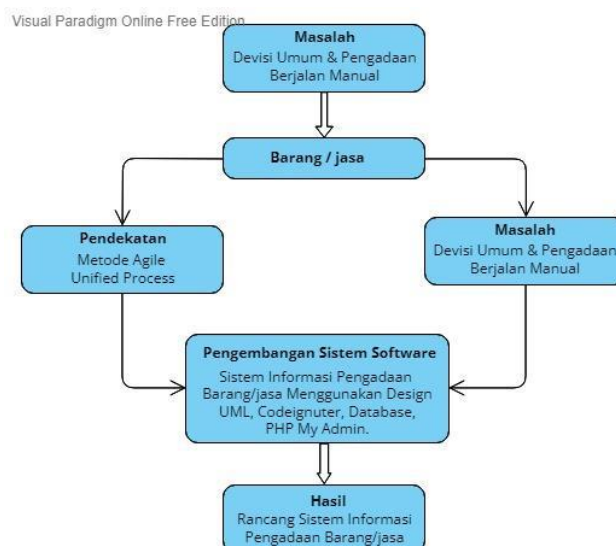 Visual Paradigm Online Free Edition
Masalah
Devisi Umum & Pengadaan
Berjalan Manual
Barang / jasa
Pendekatan
Metode Agile
Unified Process
Masalah
Devisi Umum & Pengadaan
Berjalan Manual
Pengembangan Sistem Software
Sistem Informasi Pengadaan
Barang/jasa Menggunakan Design
UML, Codeignuter, Database,
PHP My Admin.
Hasil
Rancang Sistem Informasi
Pengadaan Barang/jasa